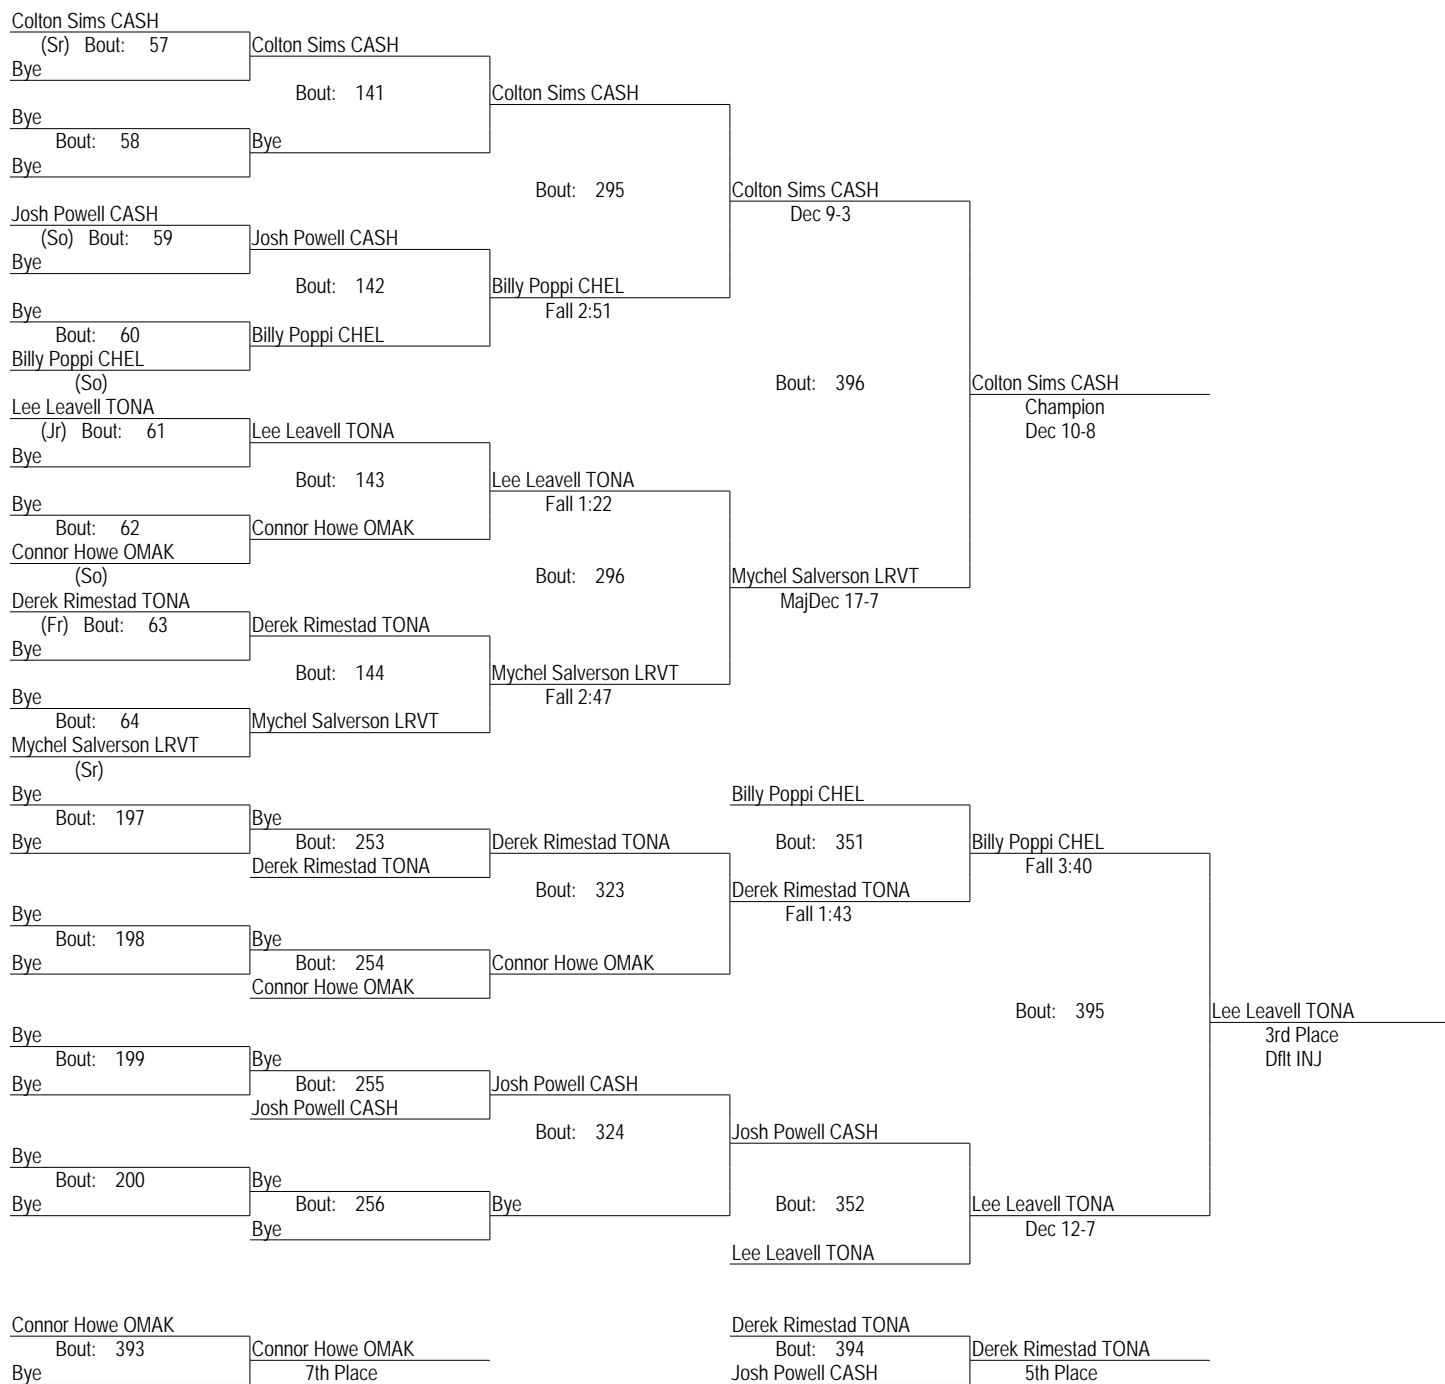 Colton Sims CASH
(Sr) Bout: 57 Colton Sims CASH
Bye
Bout: 141 Colton Sims CASH
Bye
Bout: 58 Bye
Bye
Bout: 295 Colton Sims CASH
Josh Powell CASH Dec 9-3
(So) Bout: 59 Josh Powell CASH
Bye
Bout: 142 Billy Poppi CHEL
Bye Fall 2:51
Bout: 60 Billy Poppi CHEL
Billy Poppi CHEL
(So) Bout: 396 Colton Sims CASH
Lee Leavell TONA Champion
(Jr) Bout: 61 Lee Leavell TONA Dec 10-8
Bye
Bout: 143 Lee Leavell TONA
Bye Fall 1:22
Bout: 62 Connor Howe OMAK
Connor Howe OMAK
(So) Bout: 296 Mychel Salverson LRVT
Derek Rimestad TONA MajDec 17-7
(Fr) Bout: 63 Derek Rimestad TONA
Bye
Bout: 144 Mychel Salverson LRVT
Bye Fall 2:47
Bout: 64 Mychel Salverson LRVT
Mychel Salverson LRVT
(Sr)
Bye Billy Poppi CHEL
Bout: 197 Bye
Bye Bout: 253 Derek Rimestad TONA Bout: 351 Billy Poppi CHEL
Derek Rimestad TONA Fall 3:40
Bout: 323 Derek Rimestad TONA
Bye Fall 1:43
Bout: 198 Bye
Bye Bout: 254 Connor Howe OMAK
Connor Howe OMAK
Bout: 395 Lee Leavell TONA
Bye 3rd Place
Bout: 199 Bye Dflt INJ
Bye Bout: 255 Josh Powell CASH
Josh Powell CASH
Bout: 324 Josh Powell CASH
Bye
Bout: 200 Bye
Bye Bout: 256 Bye Bout: 352 Lee Leavell TONA
Bye Dec 12-7
Lee Leavell TONA
Connor Howe OMAK Derek Rimestad TONA
Bout: 393 Connor Howe OMAK Bout: 394 Derek Rimestad TONA
Bye 7th Place Josh Powell CASH 5th Place